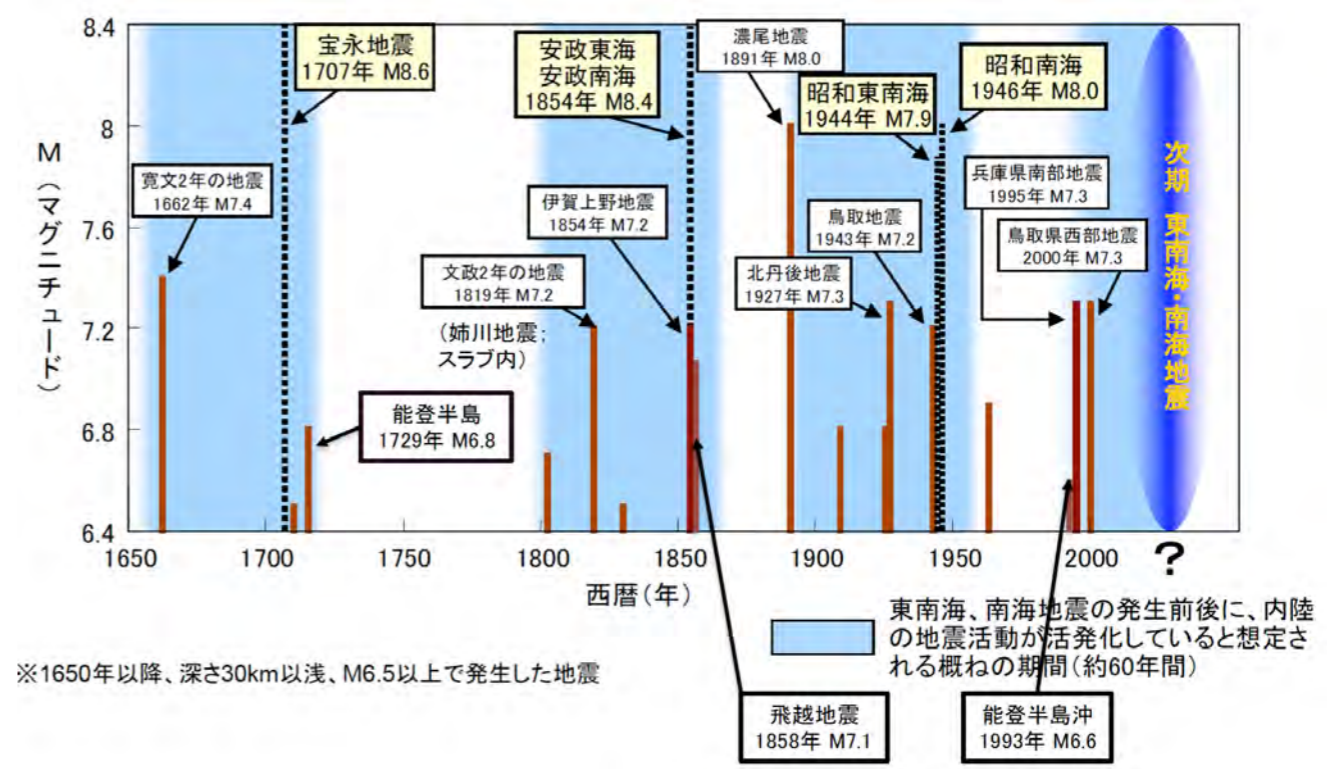 8.4
8
7.6
7.2
6.8
6.4
M（マグニチュード）
宝永地震
1707年 M8.6
安政東海
安政南海
1854年 M8.4
濃尾地震
1891年 M8.0
昭和東南海
1944年 M7.9
昭和南海
1946年 M8.0
寛文2年の地震
1662年 M7.4
伊賀上野地震
1854年 M7.2
文政2年の地震
1819年 M7.2
（姉川地震;
スラブ内）
鳥取地震
1943年 M7.2
北丹後地震
1927年 M7.3
兵庫県南部地震
1995年 M7.3
鳥取県西部地震
2000年 M7.3
次期 東南海・南海地震
能登半島
1729年 M6.8
1650
1700
1750
1800
1850
1900
1950
2000
?
西暦（年）
東南海、南海地震の発生前後に、内陸
の地震活動が活発化していると想定さ
れる概ねの期間（約60年間）
※1650年以降、深さ30km以浅、M6.5以上で発生した地震
飛越地震
1858年 M7.1
能登半島沖
1993年 M6.6